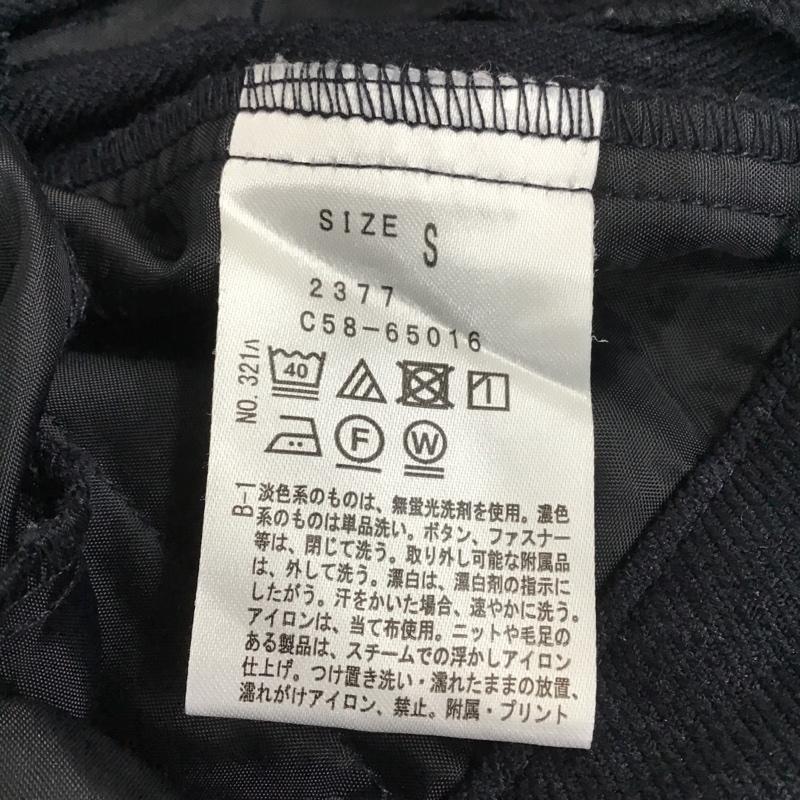 SIZE S
2377
C58-65016
NO. 321ハ
40
F W
B-1
淡色系のものは、無蛍光洗剤を使用。濃色
系のものは単品洗い。ボタン、ファスナー
等は、閉じて洗う。取り外し可能な附属品
は、外して洗う。漂白は、漂白剤の指示に
したがう。汗をかいた場合、速やかに洗う。
アイロンは、当て布使用。ニットや毛足の
ある製品は、スチームでの浮かしアイロン
仕上げ。つけ置き洗い・濡れたままの放置、
濡れがけアイロン、禁止。附属・プリント